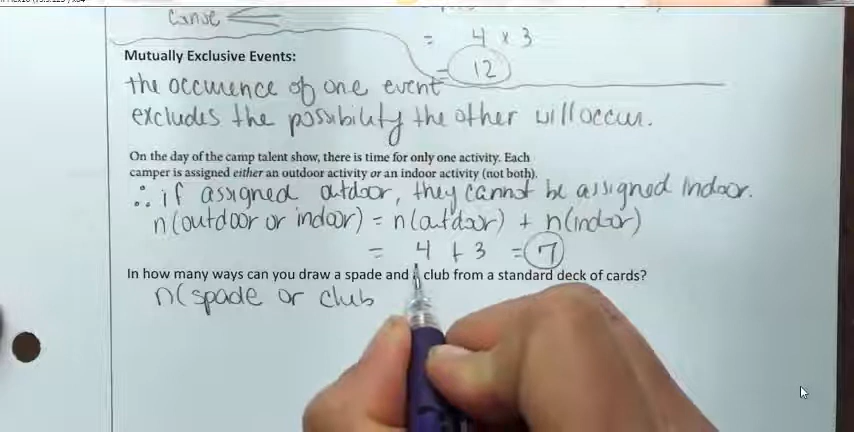 canoe
= 4 x 3
= 12
Mutually Exclusive Events:
the occurence of one event
excludes the possibility the other will occur.
On the day of the camp talent show, there is time for only one activity. Each
camper is assigned either an outdoor activity or an indoor activity (not both).
∴ if assigned outdoor, they cannot be assigned indoor.
n(outdoor or indoor) = n(outdoor) + n(indoor)
= 4 + 3 = 7
In how many ways can you draw a spade and a club from a standard deck of cards?
n(spade or club